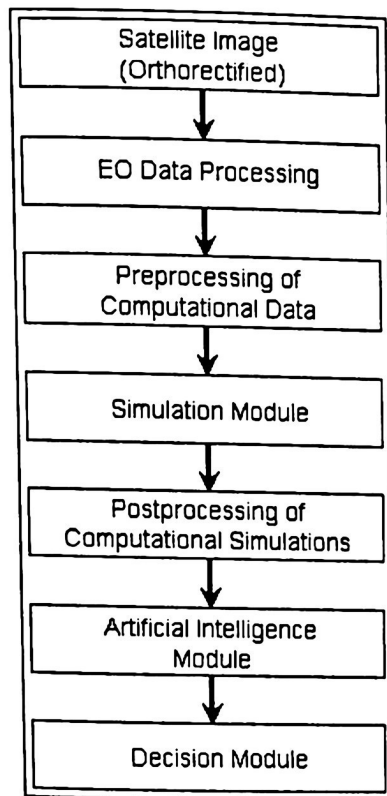 Satellite Image
(Orthorectified)
EO Data Processing
Preprocessing of
Computational Data
Simulation Module
Postprocessing of
Computational Simulations
Artificial Intelligence
Module
Decision Module